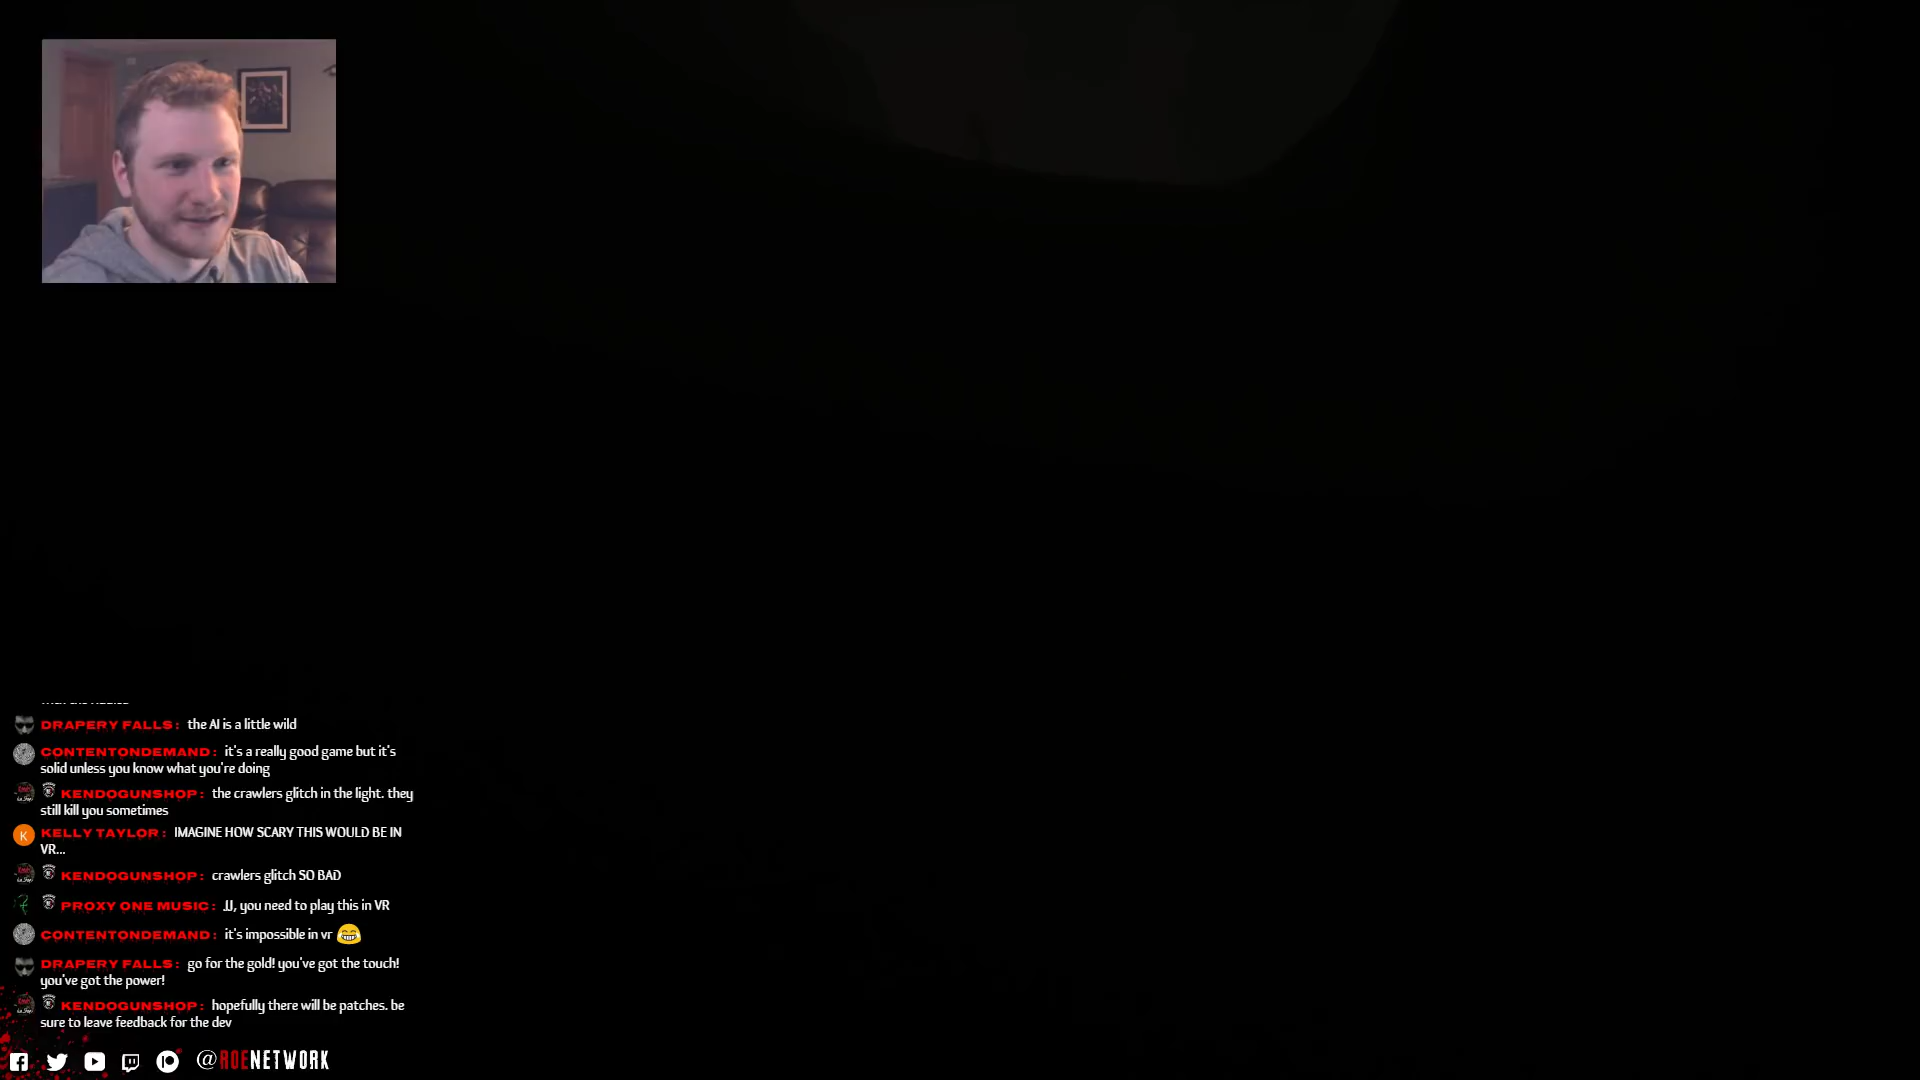 DRAPERY FALLS: the AI is a little wild
CONTENTONDEMAND: it's a really good game but it's
solid unless you know what you're doing
KENDOGUNSHOP: the crawlers glitch in the light. they
still kill you sometimes
K KELLY TAYLOR: IMAGINE HOW SCARY THIS WOULD BE IN
VR...
KENDOGUNSHOP: crawlers glitch SO BAD
PROXY ONE MUSIC: JJ, you need to play this in VR
CONTENTONDEMAND: it's impossible in vr 😂
DRAPERY FALLS: go for the gold! you've got the touch!
you've got the power!
KENDOGUNSHOP: hopefully there will be patches. be
sure to leave feedback for the dev
@ROENETWORK